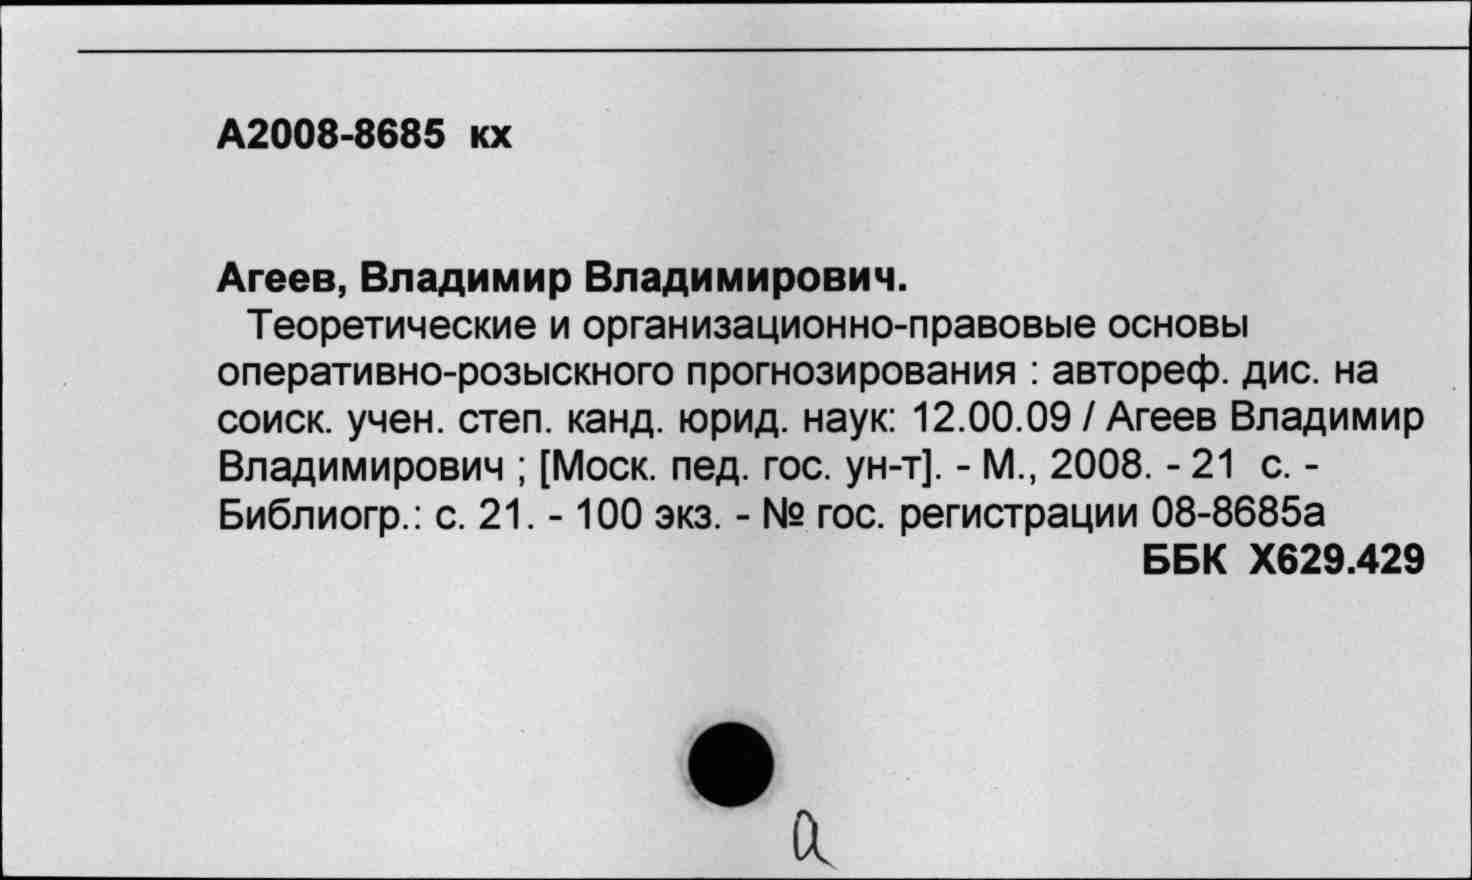 А2008-8685 кх
Агеев, Владимир Владимирович.
Теоретические и организационно-правовые основы
оперативно-розыскного прогнозирования : автореф. дис. на
соиск. учен. степ. канд. юрид. наук: 12.00.09 / Агеев Владимир
Владимирович ; [Моск. пед. гос. ун-т]. - М., 2008. - 21 с. -
Библиогр.: с. 21. - 100 экз. - № гос. регистрации 08-8685а
ББК Х629.429
а